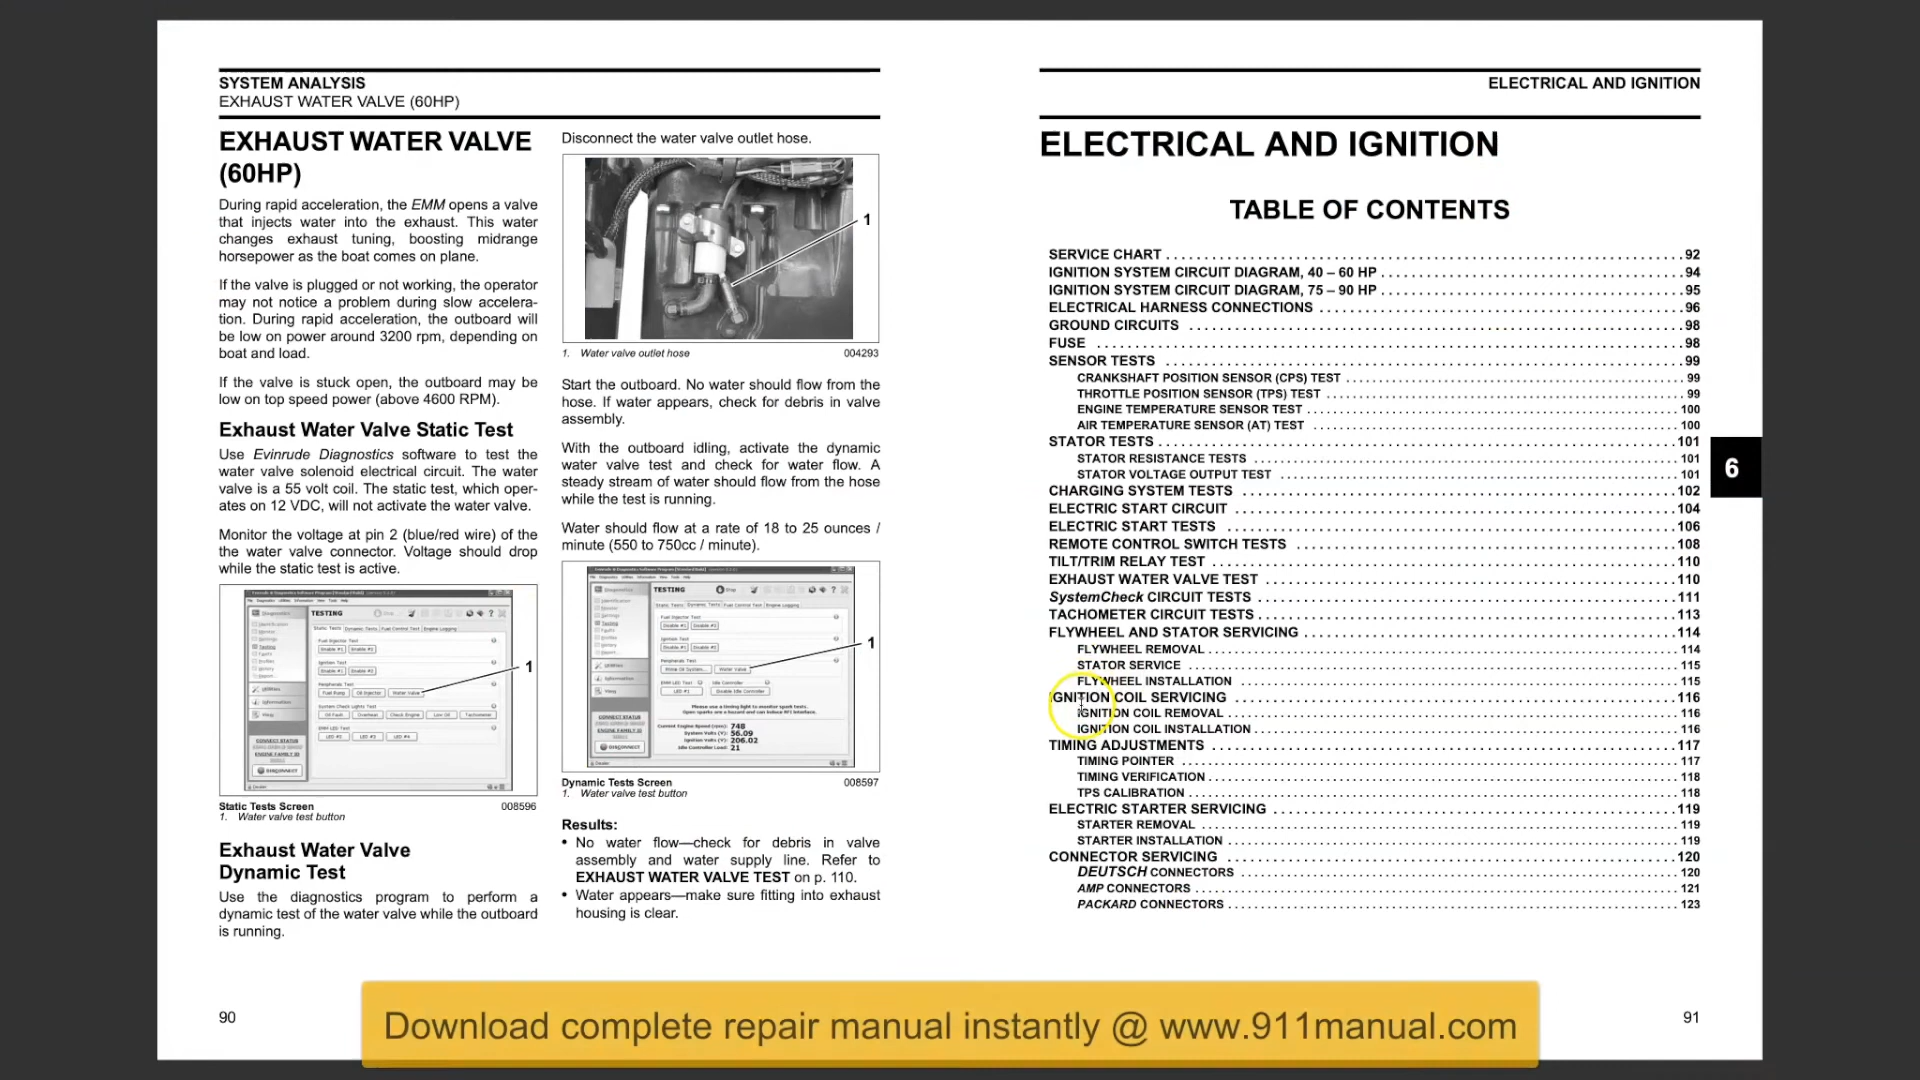 SYSTEM ANALYSIS
EXHAUST WATER VALVE (60HP)
EXHAUST WATER VALVE
(60HP)
During rapid acceleration, the EMM opens a valve
that injects water into the exhaust. This water
changes exhaust tuning, boosting midrange
horsepower as the boat comes on plane.
If the valve is plugged or not working, the operator
may not notice a problem during slow accelera-
tion. During rapid acceleration, the outboard will
be low on power around 3200 rpm, depending on
boat and load.
If the valve is stuck open, the outboard may be
low on top speed power (above 4600 RPM).
Exhaust Water Valve Static Test
Use Evinrude Diagnostics software to test the
water valve solenoid electrical circuit. The water
valve is a 55 volt coil. The static test, which oper-
ates on 12 VDC, will not activate the water valve.
Monitor the voltage at pin 2 (blue/red wire) of the
the water valve connector. Voltage should drop
while the static test is active.
TESTING
1
Static Tests Screen 008596
1. Water valve test button
Exhaust Water Valve
Dynamic Test
Use the diagnostics program to perform a
dynamic test of the water valve while the outboard
is running.
90
Disconnect the water valve outlet hose.
1
1. Water valve outlet hose 004293
Start the outboard. No water should flow from the
hose. If water appears, check for debris in valve
assembly.
With the outboard idling, activate the dynamic
water valve test and check for water flow. A
steady stream of water should flow from the hose
while the test is running.
Water should flow at a rate of 18 to 25 ounces /
minute (550 to 750cc / minute).
TESTING
1
Dynamic Tests Screen 008597
1. Water valve test button
Results:
• No water flow—check for debris in valve
assembly and water supply line. Refer to
EXHAUST WATER VALVE TEST on p. 110.
• Water appears—make sure fitting into exhaust
housing is clear.
ELECTRICAL AND IGNITION
ELECTRICAL AND IGNITION
TABLE OF CONTENTS
SERVICE CHART 92
IGNITION SYSTEM CIRCUIT DIAGRAM, 40 – 60 HP 94
IGNITION SYSTEM CIRCUIT DIAGRAM, 75 – 90 HP 95
ELECTRICAL HARNESS CONNECTIONS 96
GROUND CIRCUITS 98
FUSE 98
SENSOR TESTS 99
CRANKSHAFT POSITION SENSOR (CPS) TEST 99
THROTTLE POSITION SENSOR (TPS) TEST 99
ENGINE TEMPERATURE SENSOR TEST 100
AIR TEMPERATURE SENSOR (AT) TEST 100
STATOR TESTS 101
STATOR RESISTANCE TESTS 101
STATOR VOLTAGE OUTPUT TEST 101
CHARGING SYSTEM TESTS 102
ELECTRIC START CIRCUIT 104
ELECTRIC START TESTS 106
REMOTE CONTROL SWITCH TESTS 108
TILT/TRIM RELAY TEST 110
EXHAUST WATER VALVE TEST 110
SystemCheck CIRCUIT TESTS 111
TACHOMETER CIRCUIT TESTS 113
FLYWHEEL AND STATOR SERVICING 114
FLYWHEEL REMOVAL 114
STATOR SERVICE 115
FLYWHEEL INSTALLATION 115
IGNITION COIL SERVICING 116
IGNITION COIL REMOVAL 116
IGNITION COIL INSTALLATION 116
TIMING ADJUSTMENTS 117
TIMING POINTER 117
TIMING VERIFICATION 118
TPS CALIBRATION 118
ELECTRIC STARTER SERVICING 119
STARTER REMOVAL 119
STARTER INSTALLATION 119
CONNECTOR SERVICING 120
DEUTSCH CONNECTORS 120
AMP CONNECTORS 121
PACKARD CONNECTORS 123
6
91
Download complete repair manual instantly @ www.911manual.com